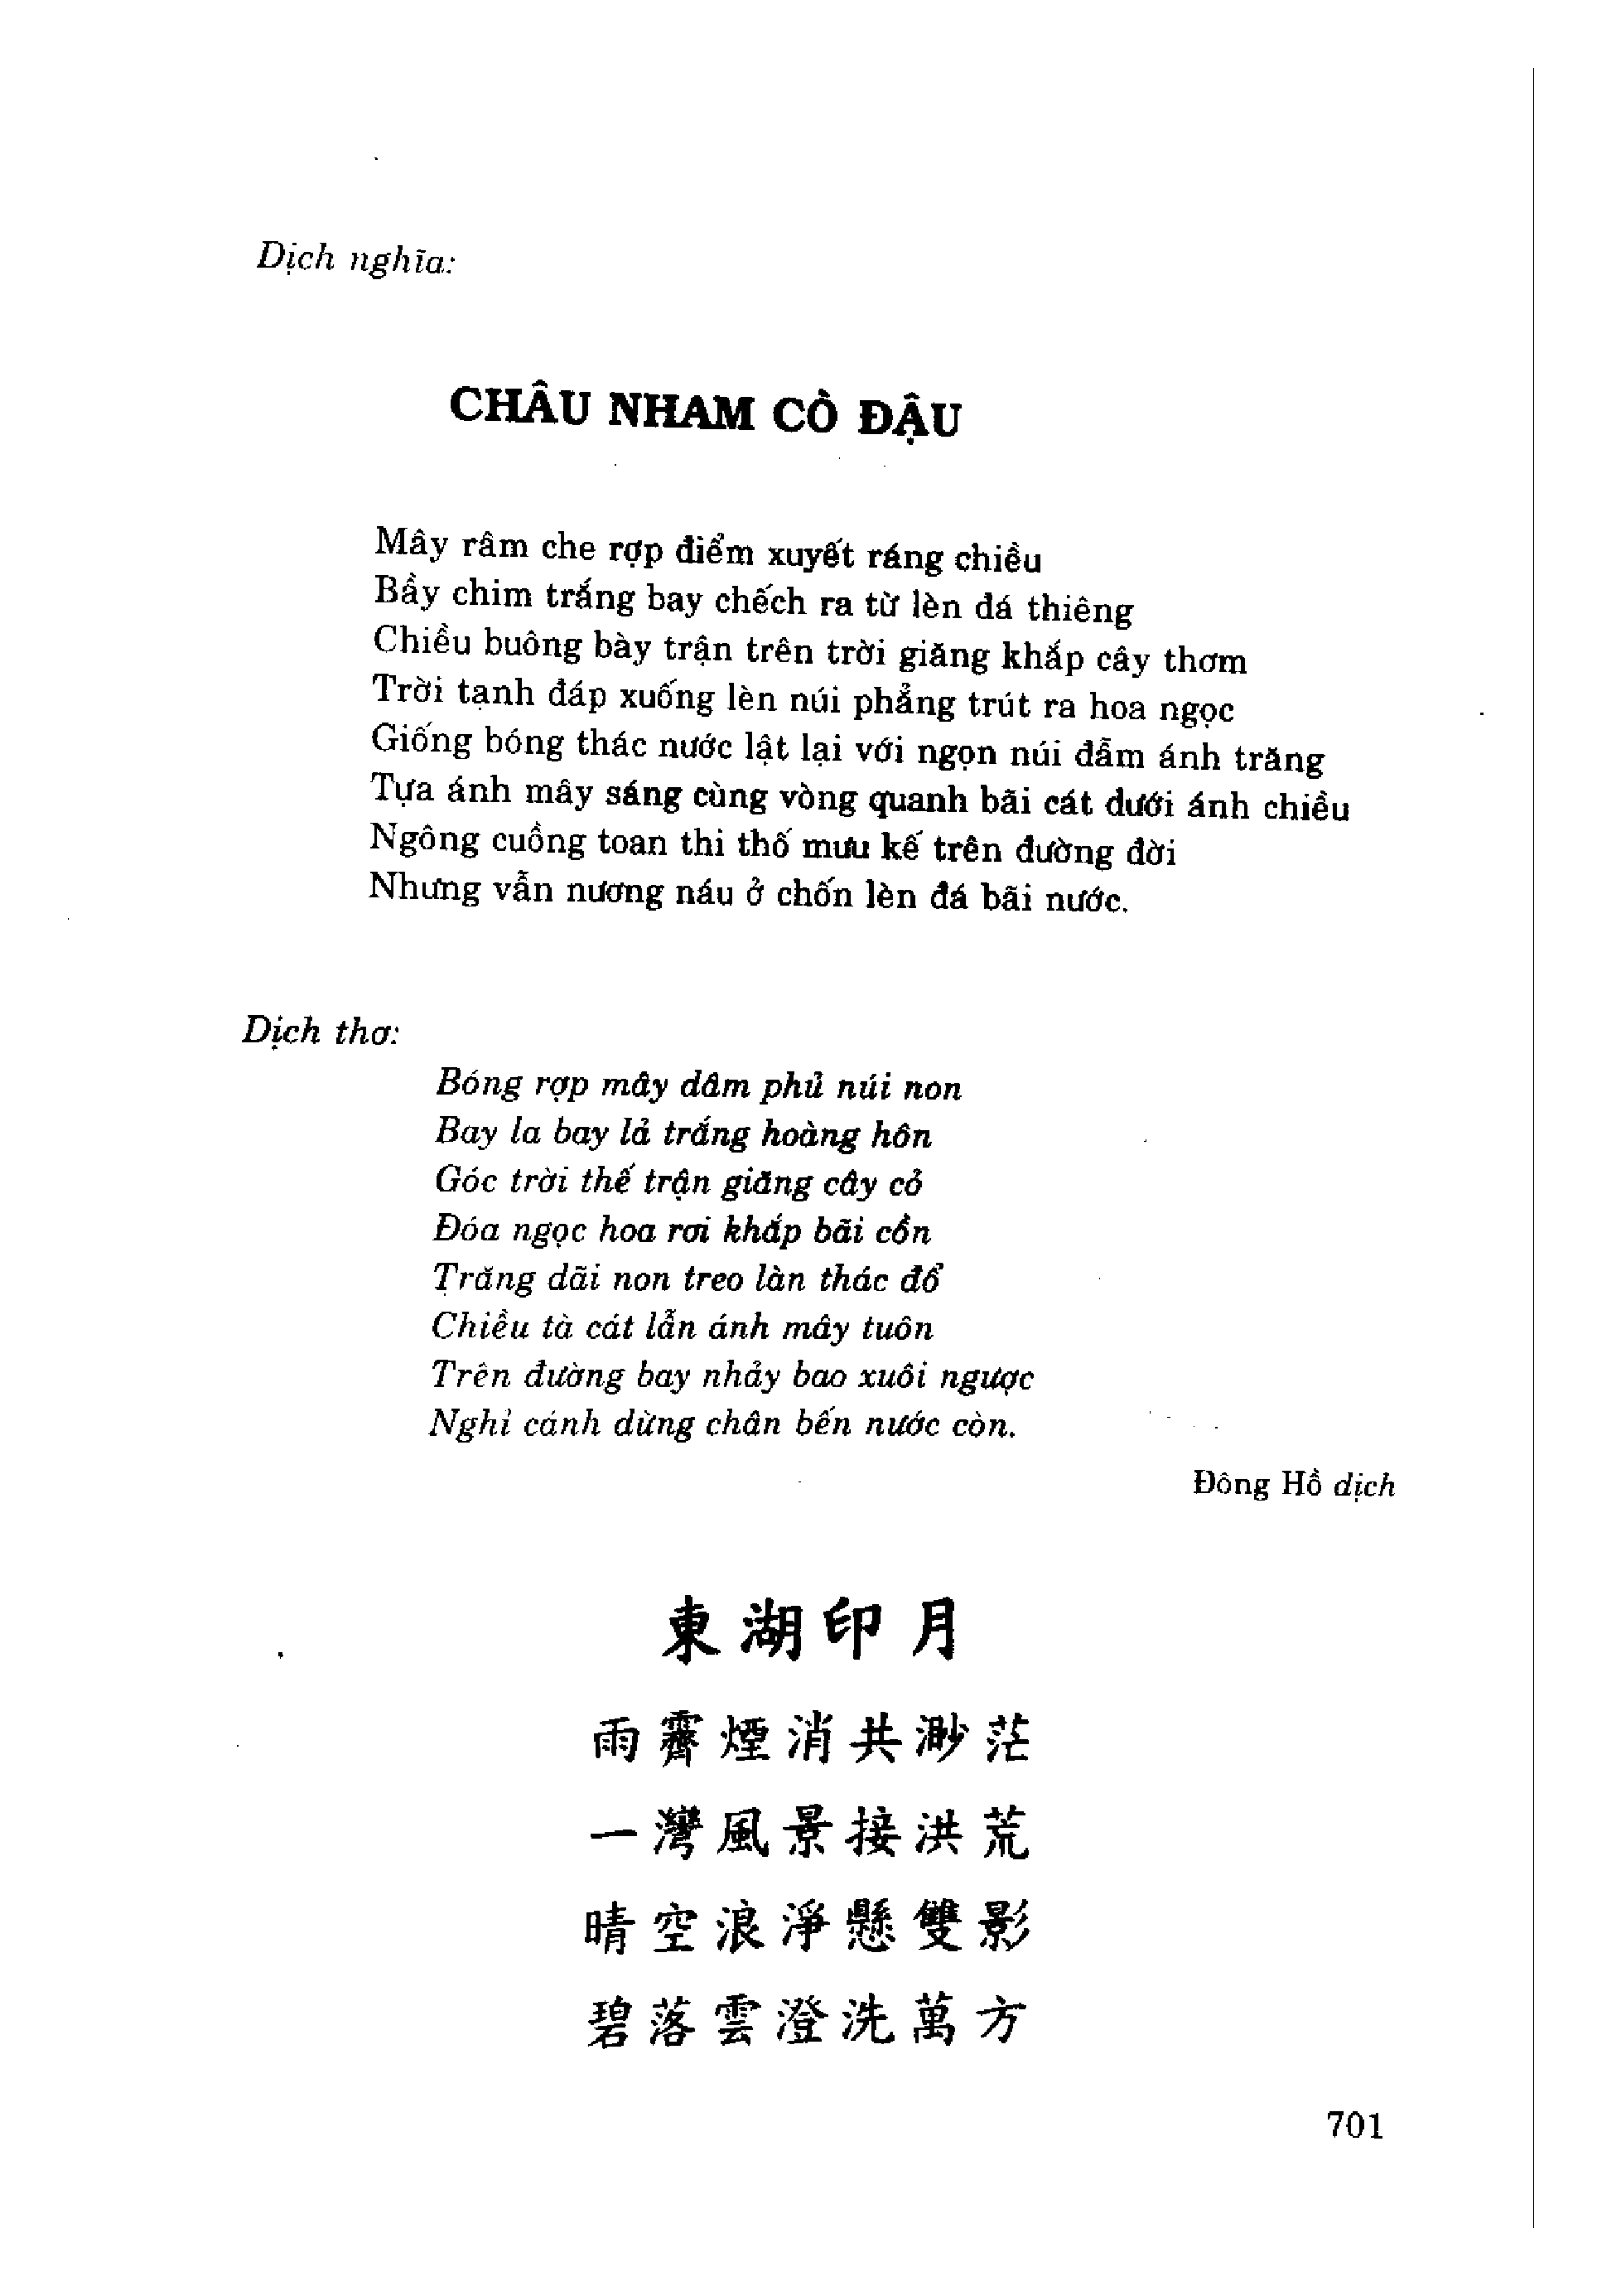 Dịch nghĩa:
CHÂU NHAM CÒ ĐẬU
Mây râm che rợp điểm xuyết ráng chiều
Bầy chim trắng bay chếch ra từ lèn đá thiêng
Chiều buông bày trận trên trời giăng khắp cây thơm
Trời tạnh đáp xuống lèn núi phẳng trút ra hoa ngọc
Giống bóng thác nước lật lại với ngọn núi đẫm ánh trăng
Tựa ánh mây sáng cùng vòng quanh bãi cát dưới ánh chiều
Ngông cuồng toan thi thố mưu kế trên đường đời
Nhưng vẫn nương náu ở chốn lèn đá bãi nước.
Dịch thơ:
Bóng rợp mây dâm phủ núi non
Bay la bay lả trắng hoàng hôn
Góc trời thế trận giăng cây cỏ
Đóa ngọc hoa rơi khắp bãi cồn
Trăng dãi non treo làn thác đổ
Chiều tà cát lẫn ánh mây tuôn
Trên đường bay nhảy bao xuôi ngược
Nghỉ cánh dừng chân bến nước còn.
Đông Hồ dịch
東湖印月
雨霽煙消共渺茫
一灣風景接洪荒
晴空浪淨懸雙影
碧落雲澄洗萬方
701